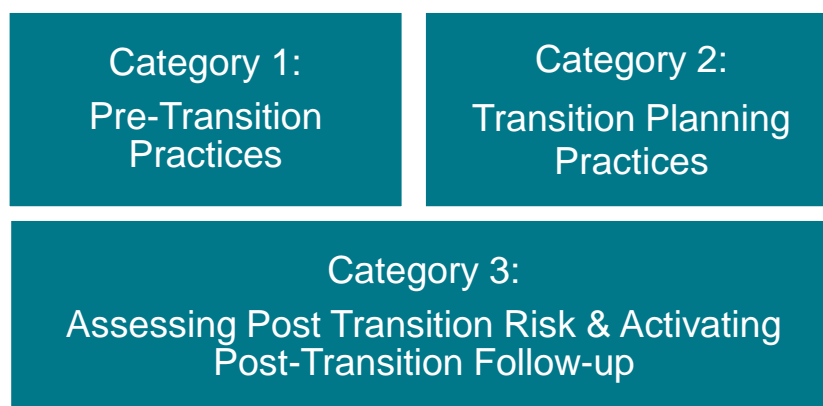 Category 1:
Pre-Transition
Practices
Category 2:
Transition Planning
Practices
Category 3:
Assessing Post Transition Risk & Activating
Post-Transition Follow-up